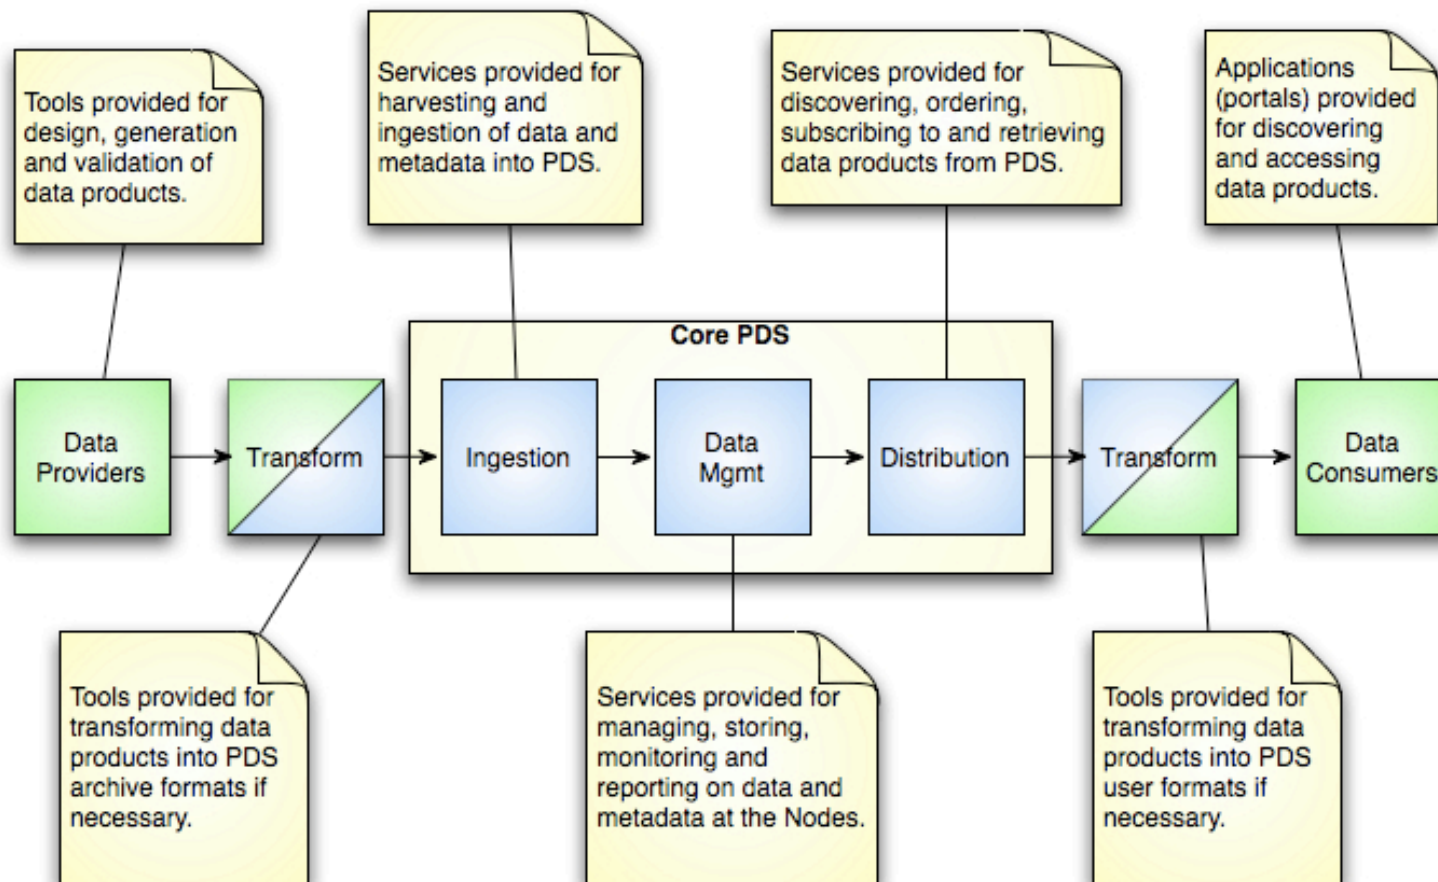 Tools provided for
design, generation
and validation of
data products.
Services provided for
harvesting and
ingestion of data and
metadata into PDS.
Services provided for
discovering, ordering,
subscribing to and retrieving
data products from PDS.
Applications
(portals) provided
for discovering
and accessing
data products.
Core PDS
Data
Providers
Transform
Ingestion
Data
Mgmt
Distribution
Transform
Data
Consumers
Tools provided for
transforming data
products into PDS
archive formats if
necessary.
Services provided for
managing, storing,
monitoring and
reporting on data and
metadata at the Nodes.
Tools provided for
transforming data
products into PDS
user formats if
necessary.